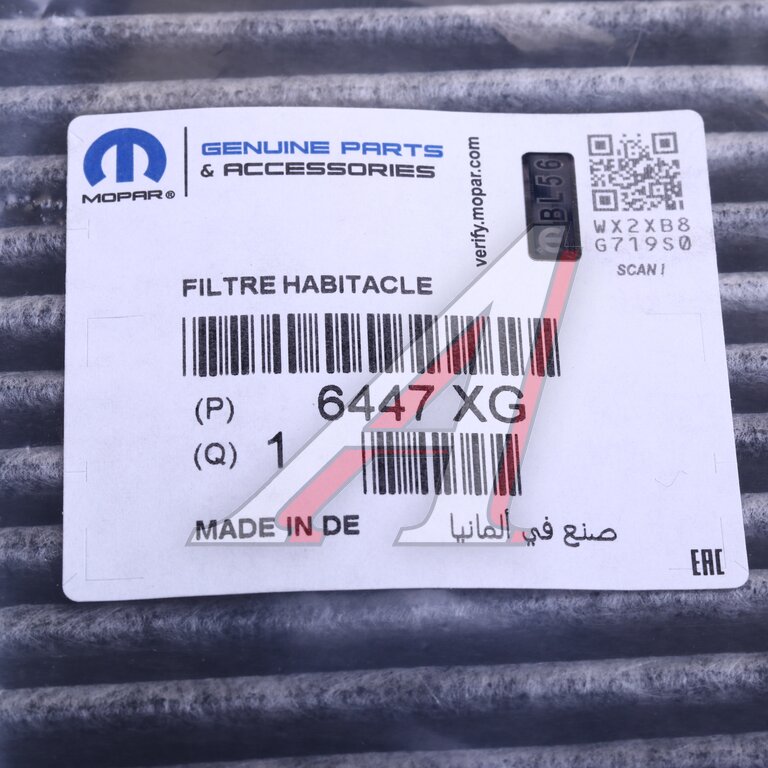 MOPAR®
GENUINE PARTS
& ACCESSORIES
verify.mopar.com
BL56
WX2XB8
G719S0
SCAN!
FILTRE HABITACLE
(P) 6447 XG
(Q) 1
MADE IN DE
صنع في ألمانيا
EAC